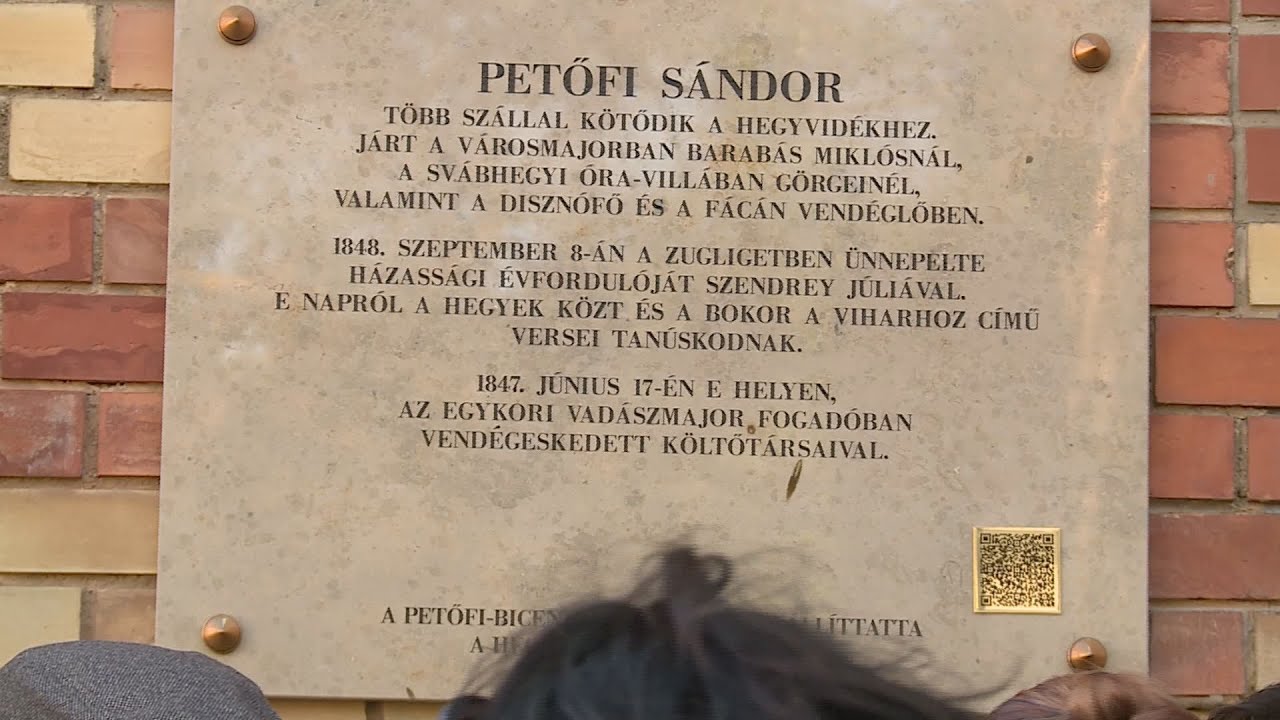 PETŐFI SÁNDOR
TÖBB SZÁLLAL KÖTŐDIK A HEGYVIDÉKHEZ.
JÁRT A VÁROSMAJORBAN BARABÁS MIKLÓSNÁL,
A SVÁBHEGYI ÓRA-VILLÁBAN GÖRGEINÉL,
VALAMINT A DISZNÓFŐ ÉS A FÁCÁN VENDÉGLŐBEN.
1848. SZEPTEMBER 8-ÁN A ZUGLIGETBEN ÜNNEPELTE
HÁZASSÁGI ÉVFORDULÓJÁT SZENDREY JÚLIÁVAL.
E NAPRÓL A HEGYEK KÖZT ÉS A BOKOR A VIHARHOZ CÍMŰ
VERSEI TANÚSKODNAK.
1847. JÚNIUS 17-ÉN E HELYEN,
AZ EGYKORI VADÁSZMAJOR FOGADÓBAN
VENDÉGESKEDETT KÖLTŐTÁRSAIVAL.
A
A